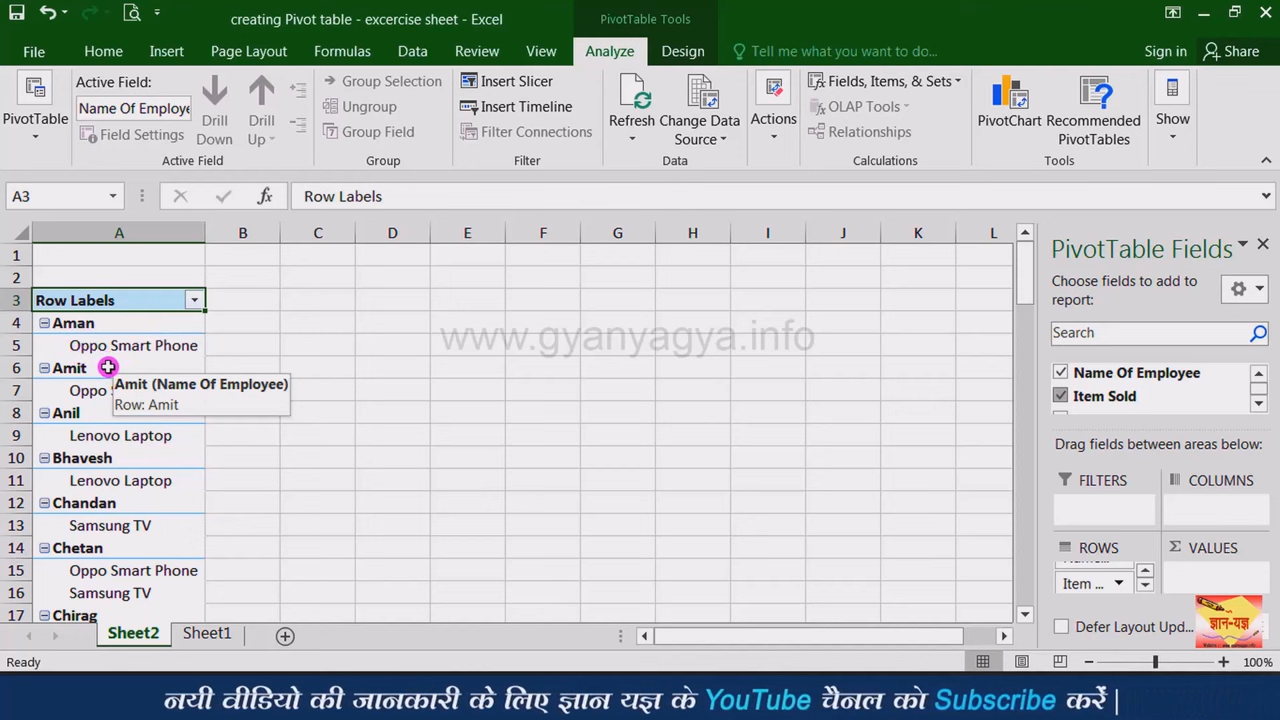 creating Pivot table - excercise sheet - Excel
PivotTable Tools
File
Home
Insert
Page Layout
Formulas
Data
Review
View
Analyze
Design
Tell me what you want to do...
Sign in
Share
PivotTable
Active Field:
Name Of Employe
Field Settings
Drill Down
Drill Up
Active Field
Group Selection
Ungroup
Group Field
Group
Insert Slicer
Insert Timeline
Filter Connections
Filter
Refresh
Change Data Source
Data
Actions
Fields, Items, & Sets
OLAP Tools
Relationships
Calculations
PivotChart
Recommended PivotTables
Tools
Show
A3
fx
Row Labels
A B C D E F G H I J K L
1
2
3 Row Labels
4 Aman
5 Oppo Smart Phone
6 Amit
7 Oppo
8 Anil
9 Lenovo Laptop
10 Bhavesh
11 Lenovo Laptop
12 Chandan
13 Samsung TV
14 Chetan
15 Oppo Smart Phone
16 Samsung TV
17 Chirag
Amit (Name Of Employee)
Row: Amit
www.gyanyagya.info
PivotTable Fields
Choose fields to add to
report:
Search
Name Of Employee
Item Sold
Drag fields between areas below:
FILTERS
COLUMNS
ROWS
VALUES
Item ...
Defer Layout Upd...
ज्ञान-यज्ञ
Sheet2
Sheet1
Ready
100%
नयी वीडियो की जानकारी के लिए ज्ञान यज्ञ के YouTube चैनल को Subscribe करें |